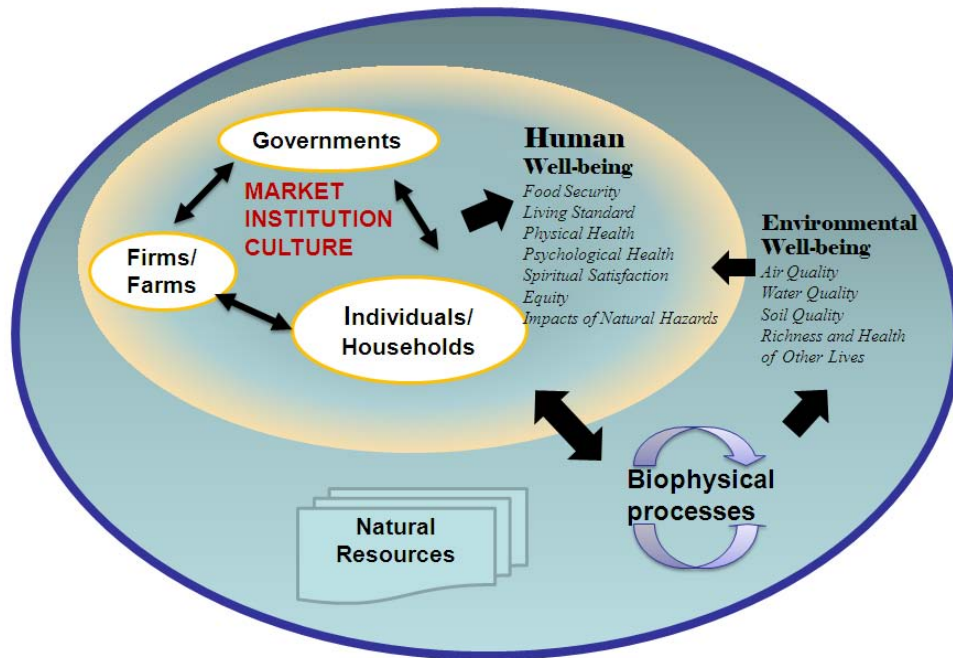 Governments
MARKET
INSTITUTION
CULTURE
Firms/
Farms
Individuals/
Households
Human
Well-being
Food Security
Living Standard
Physical Health
Psychological Health
Spiritual Satisfaction
Equity
Impacts of Natural Hazards
Environmental
Well-being
Air Quality
Water Quality
Soil Quality
Richness and Health
of Other Lives
Biophysical
processes
Natural
Resources